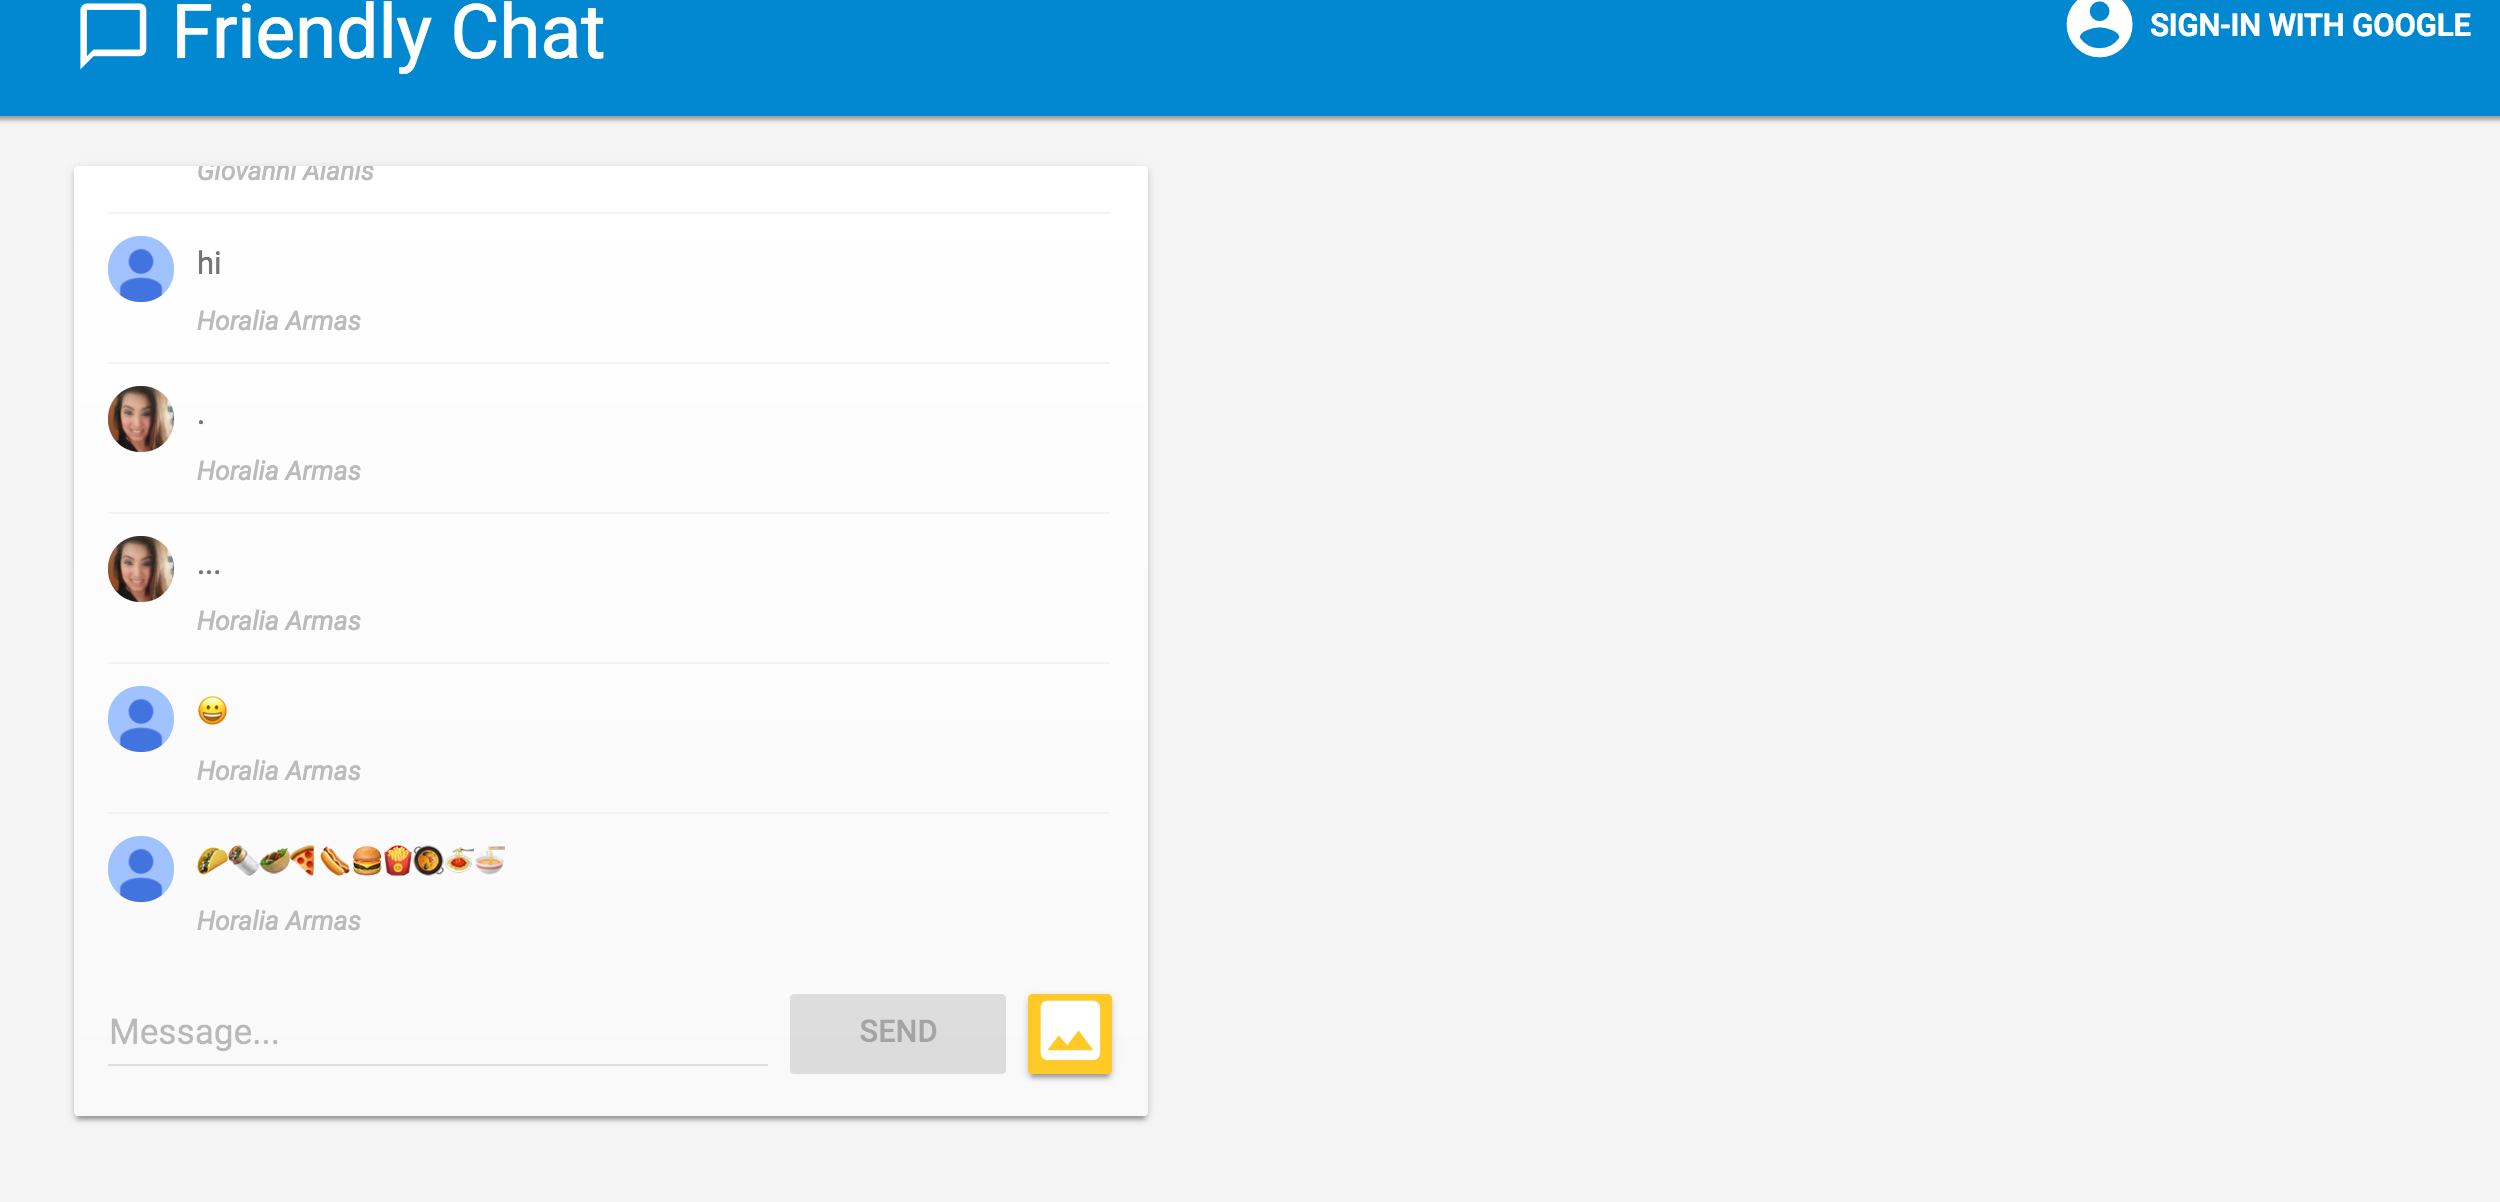 Friendly Chat
SIGN-IN WITH GOOGLE
Giovanni Alanis
hi
Horalia Armas
.
Horalia Armas
...
Horalia Armas
😀
Horalia Armas
🌮🌯🥙🍕🌭🍔🍟🥘🍝🍜
Horalia Armas
Message...
SEND